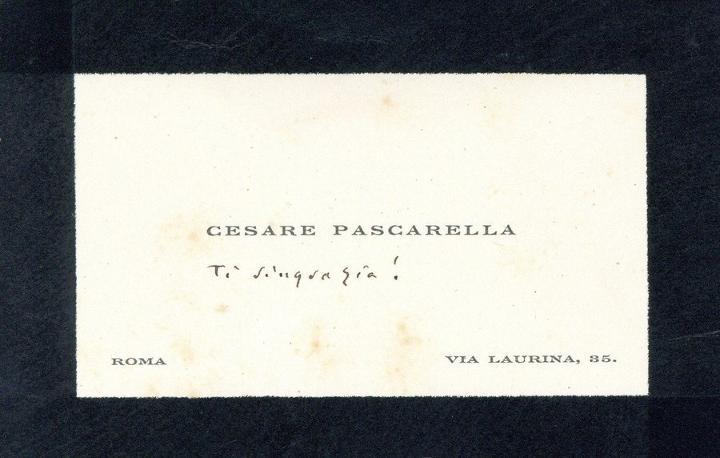 CESARE PASCARELLA
Ti ringrazia!
ROMA
VIA LAURINA, 35.